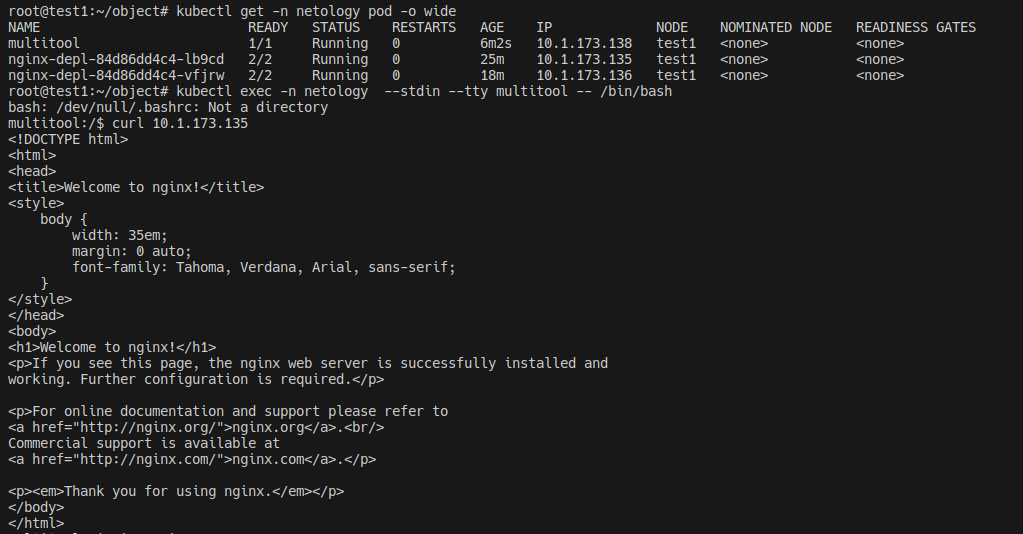 root@test1:~/object# kubectl get -n netology pod -o wide
NAME                          READY   STATUS    RESTARTS   AGE    IP             NODE    NOMINATED NODE   READINESS GATES
multitool                     1/1     Running   0          6m2s   10.1.173.138   test1   <none>           <none>
nginx-depl-84d86dd4c4-lb9cd   2/2     Running   0          25m    10.1.173.135   test1   <none>           <none>
nginx-depl-84d86dd4c4-vfjrw   2/2     Running   0          18m    10.1.173.136   test1   <none>           <none>
root@test1:~/object# kubectl exec -n netology  --stdin --tty multitool -- /bin/bash
bash: /dev/null/.bashrc: Not a directory
multitool:/$ curl 10.1.173.135
<!DOCTYPE html>
<html>
<head>
<title>Welcome to nginx!</title>
<style>
    body {
        width: 35em;
        margin: 0 auto;
        font-family: Tahoma, Verdana, Arial, sans-serif;
    }
</style>
</head>
<body>
<h1>Welcome to nginx!</h1>
<p>If you see this page, the nginx web server is successfully installed and
working. Further configuration is required.</p>

<p>For online documentation and support please refer to
<a href="http://nginx.org/">nginx.org</a>.<br/>
Commercial support is available at
<a href="http://nginx.com/">nginx.com</a>.</p>

<p><em>Thank you for using nginx.</em></p>
</body>
</html>